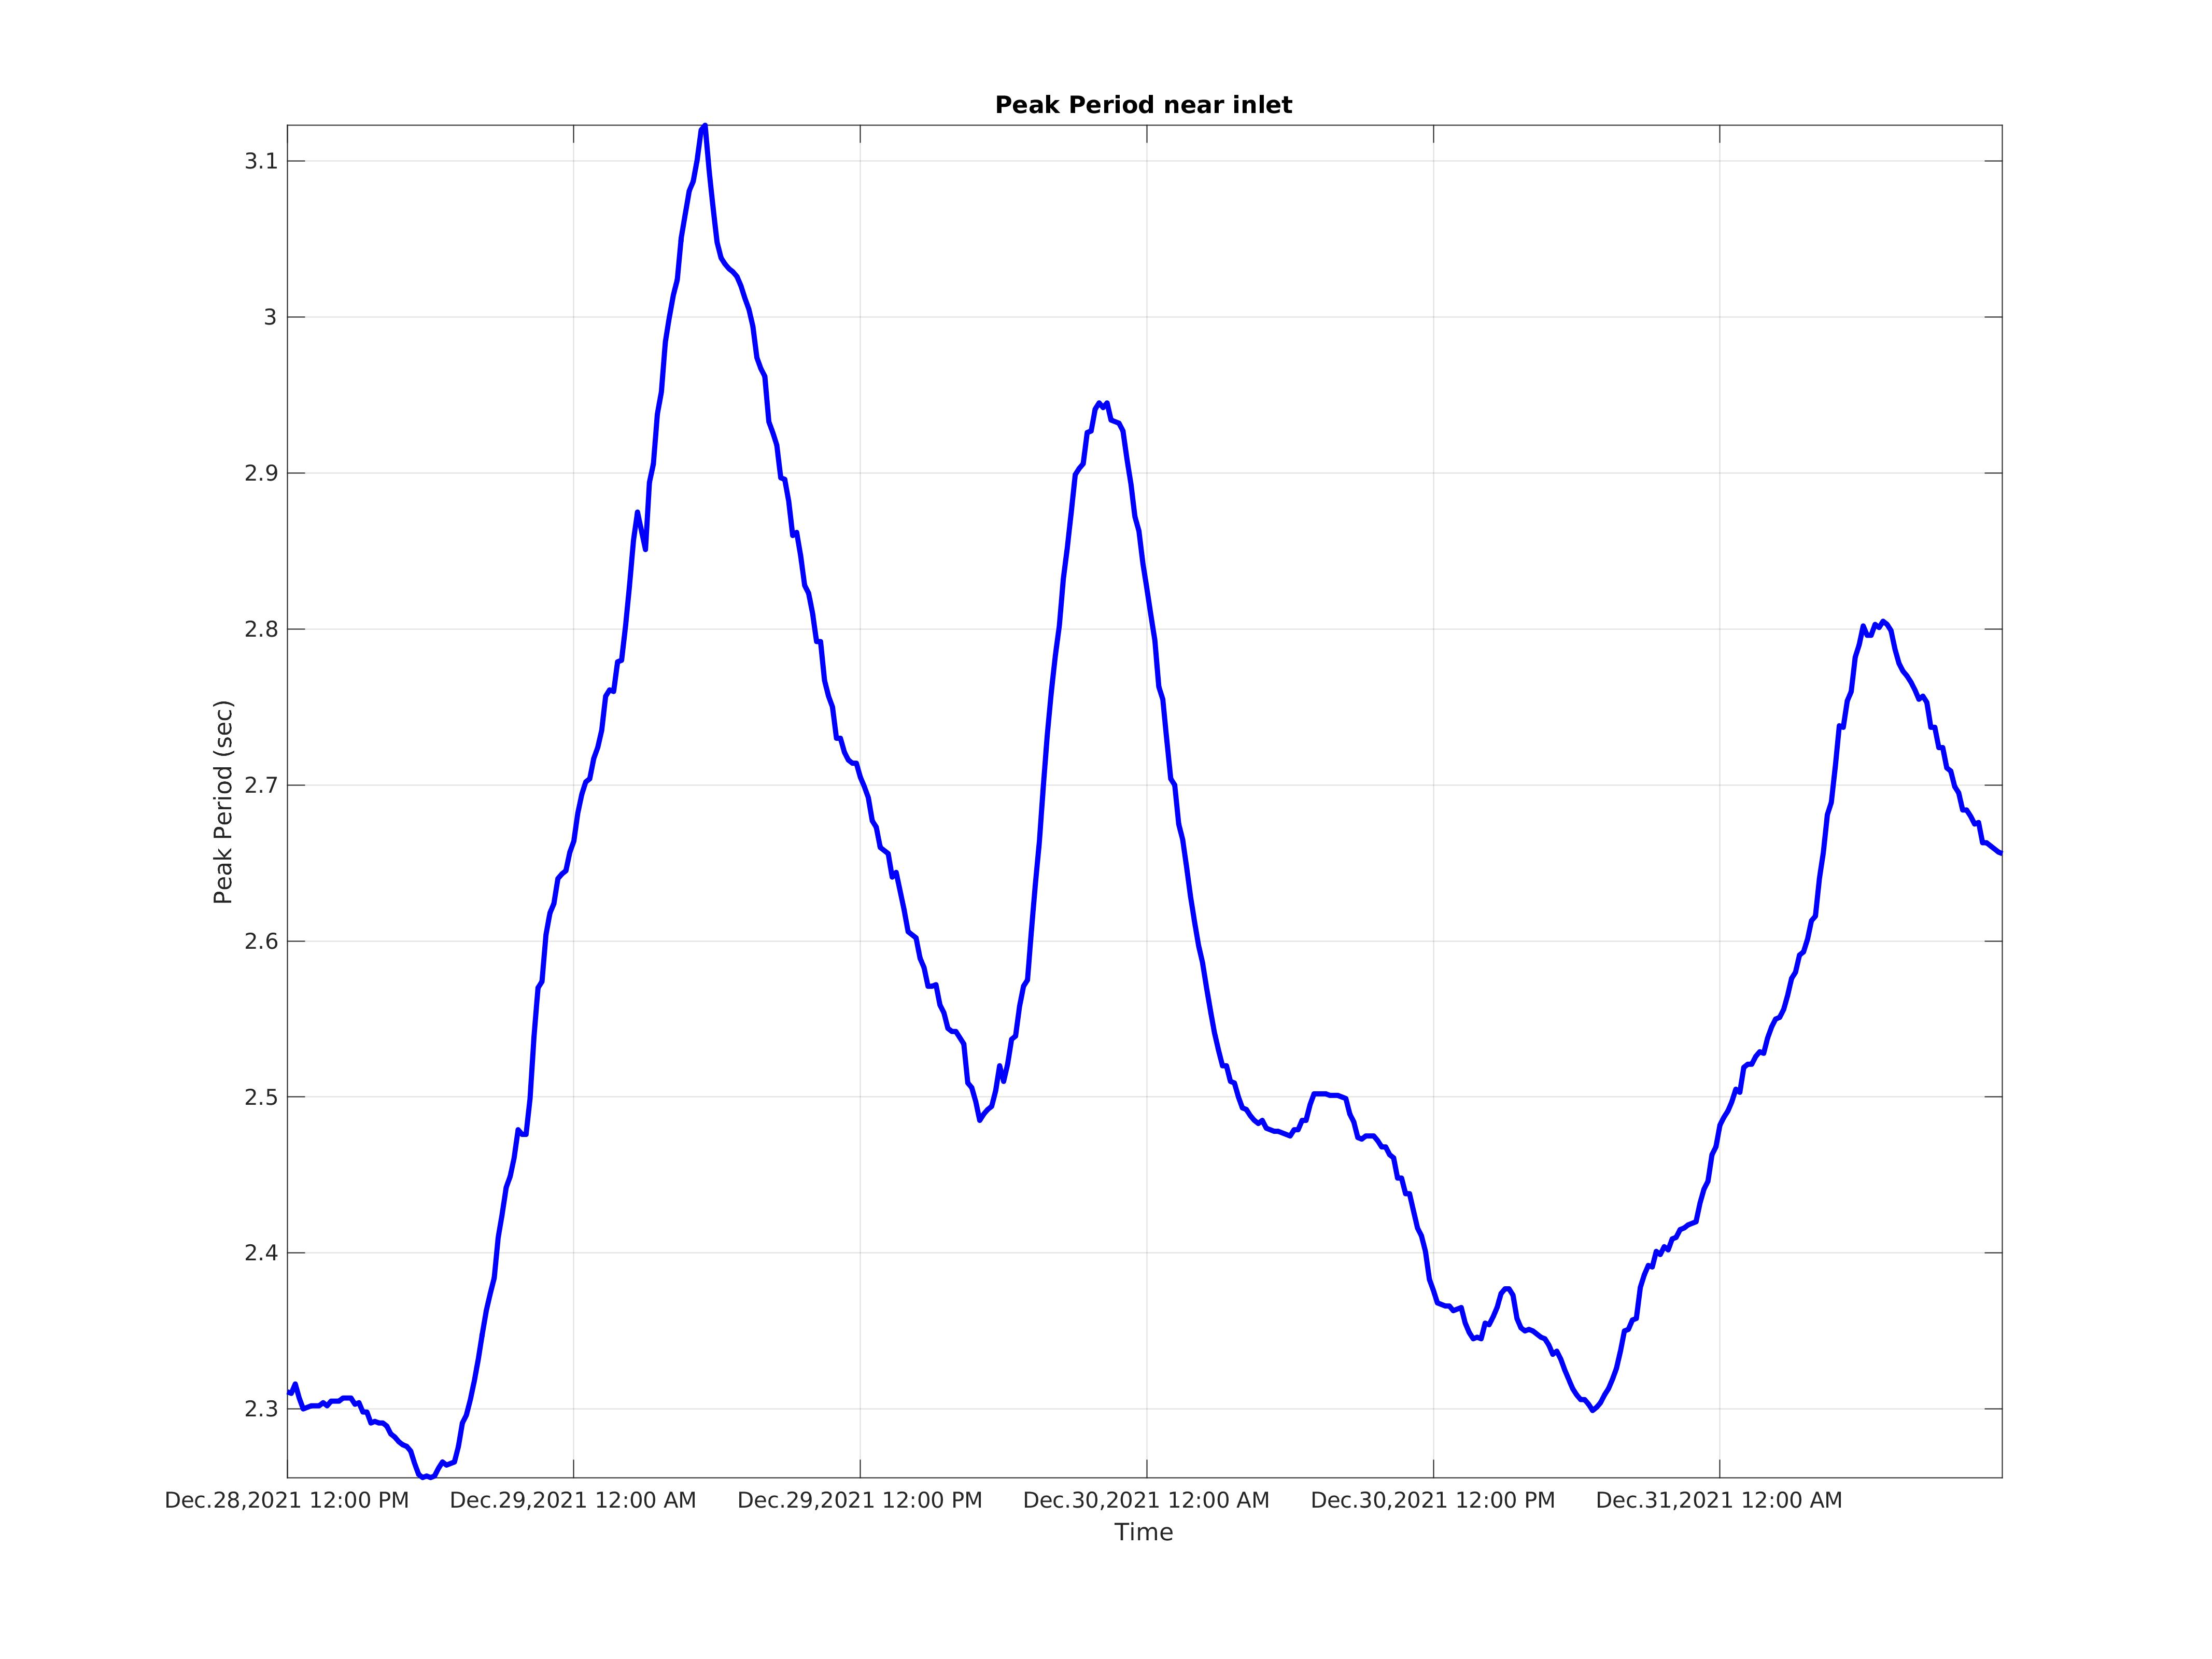 Peak Period near inlet
3.1
3
2.9
2.8
2.7
2.6
2.5
2.4
2.3
Peak Period (sec)
Dec.28,2021 12:00 PM Dec.29,2021 12:00 AM Dec.29,2021 12:00 PM Dec.30,2021 12:00 AM Dec.30,2021 12:00 PM Dec.31,2021 12:00 AM
Time